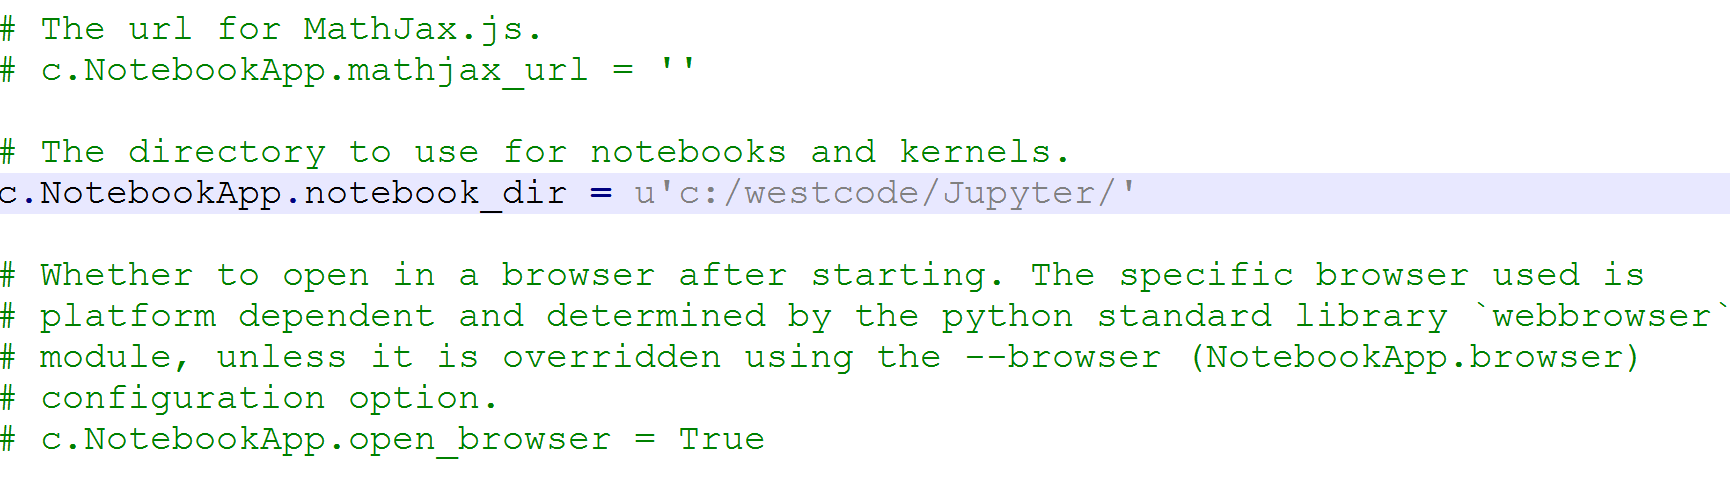 # The url for MathJax.js.
# c.NotebookApp.mathjax_url = ''
# The directory to use for notebooks and kernels.
c.NotebookApp.notebook_dir = u'c:/westcode/Jupyter/'
# Whether to open in a browser after starting. The specific browser used is
# platform dependent and determined by the python standard library `webbrowser`
# module, unless it is overridden using the --browser (NotebookApp.browser)
# configuration option.
# c.NotebookApp.open_browser = True